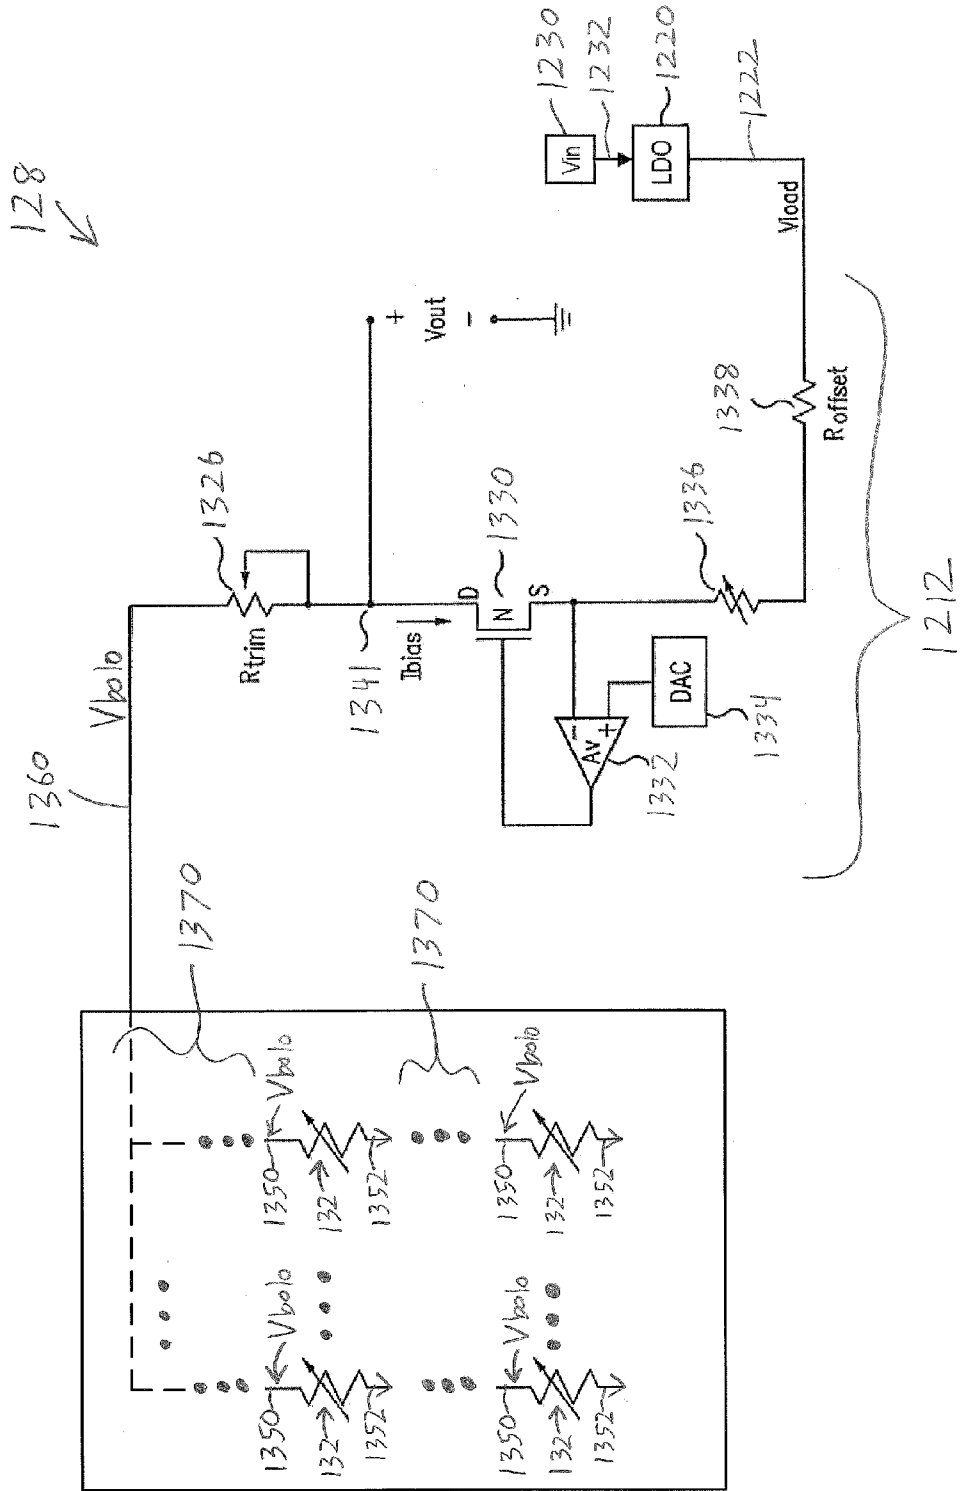 128
1360
Vbolo
1326
Rtrim
1341
Ibias
+
Vout
-
D
N
S
1330
Av
-
+
1332
DAC
1334
1336
1338
Roffset
Vload
1222
LDO
1220
1232
Vin
1230
1212
1370
1370
1350
Vbolo
132
1352
1350
Vbolo
132
1352
1350
Vbolo
132
1352
1350
Vbolo
132
1352